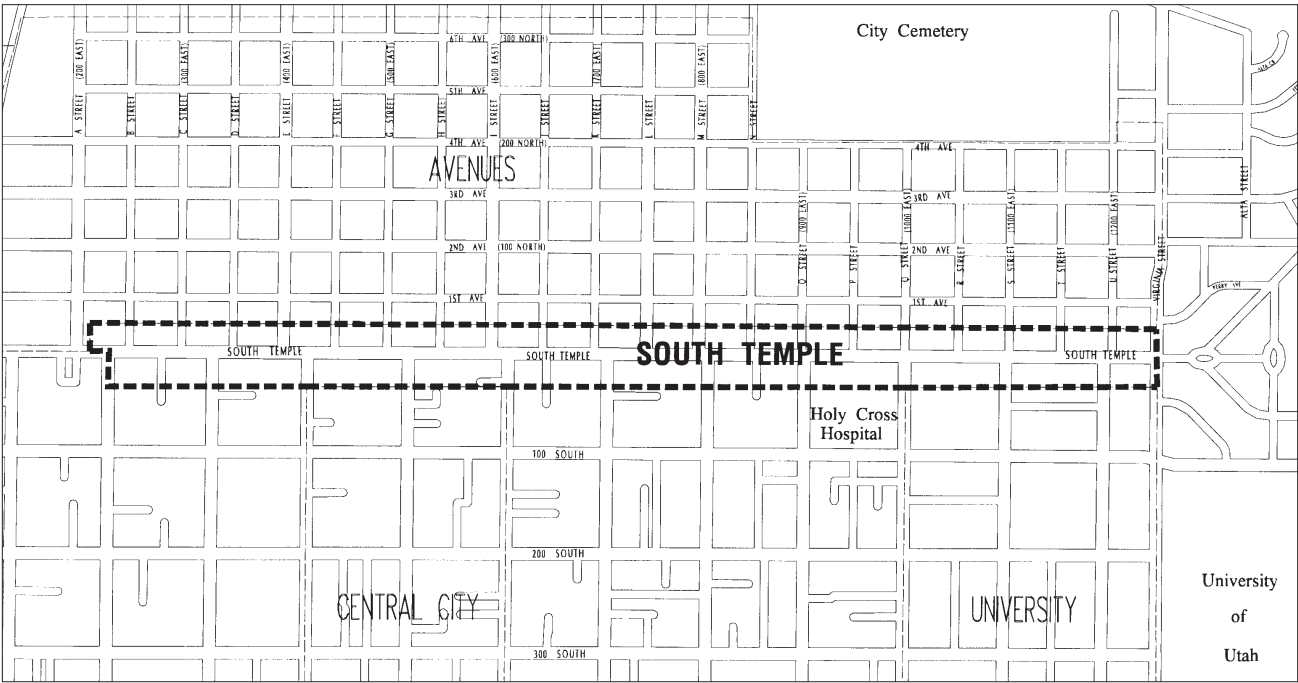 City Cemetery
6TH AVE (300 NORTH)
(200 EAST)
(300 EAST)
(400 EAST)
(500 EAST)
(600 EAST)
(700 EAST)
(800 EAST)
5TH AVE
A STREET
B STREET
C STREET
D STREET
E STREET
F STREET
G STREET
H STREET
I STREET
STREET
K STREET
L STREET
M STREET
N STREET
4TH AVE (200 NORTH)
4TH AVE
AVENUES
3RD AVE
3RD AVE
(900 EAST)
(1000 EAST)
(1100 EAST)
(1200 EAST)
ALTA STREET
2ND AVE (100 NORTH)
2ND AVE
O STREET
P STREET
Q STREET
R STREET
S STREET
T STREET
U STREET
VIRGINIA STREET
1ST AVE
1ST AVE
SOUTH TEMPLE
SOUTH TEMPLE
SOUTH TEMPLE
SOUTH TEMPLE
Holy Cross
Hospital
100 SOUTH
200 SOUTH
CENTRAL CITY
UNIVERSITY
University
of
Utah
300 SOUTH